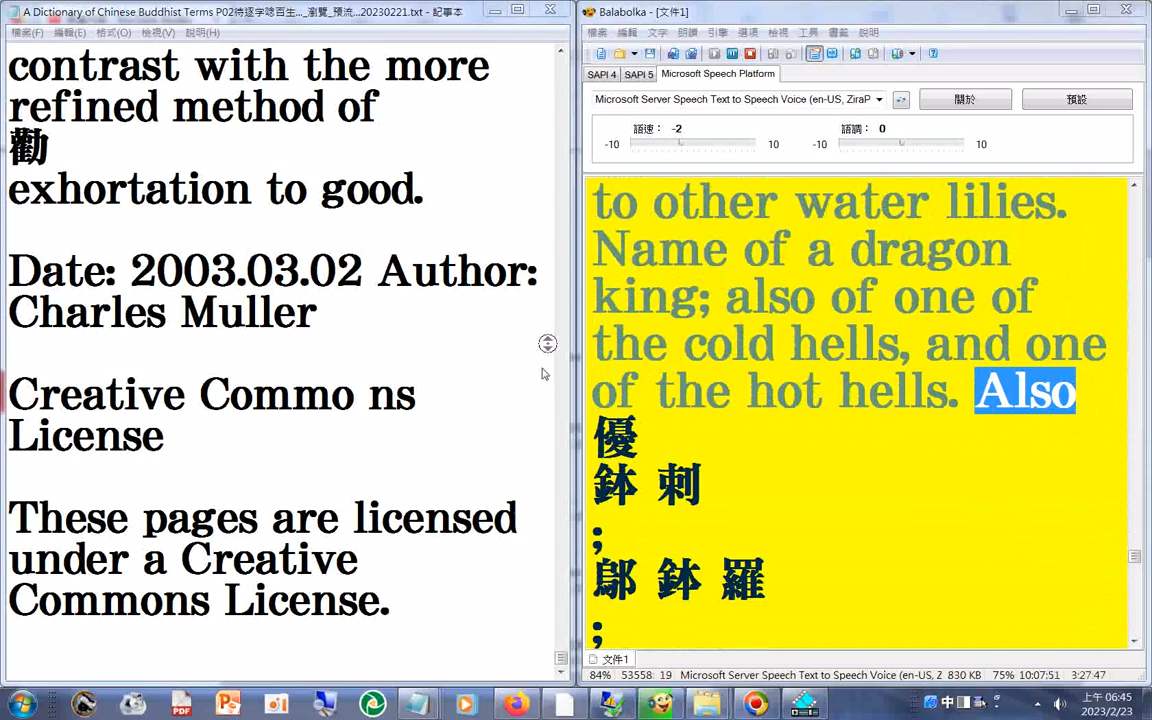 A Dictionary of Chinese Buddhist Terms P02待逐字唸百生..._瀏覽_預流...20230221.txt - 記事本
檔案(F) 編輯(E) 格式(O) 檢視(V) 說明(H)
contrast with the more
refined method of
勸
exhortation to good.
Date: 2003.03.02 Author:
Charles Muller
Creative Commo ns
License
These pages are licensed
under a Creative
Commons License.
Balabolka - [文件1]
檔案 編輯 文字 朗讀 引擎 選項 檢視 工具 書籤 說明
SAPI 4 SAPI 5 Microsoft Speech Platform
Microsoft Server Speech Text to Speech Voice (en-US, ZiraP
關於
預設
語速： -2
語調： 0
-10 10 -10 10
to other water lilies.
Name of a dragon
king; also of one of
the cold hells, and one
of the hot hells. Also
優
鉢 剌
;
鄔 鉢 羅
;
文件1
84% 53558: 19 Microsoft Server Speech Text to Speech Voice (en-U 830 KB 75% 10:07:51 3:27:47
PDF
中
上午 06:45
2023/2/23